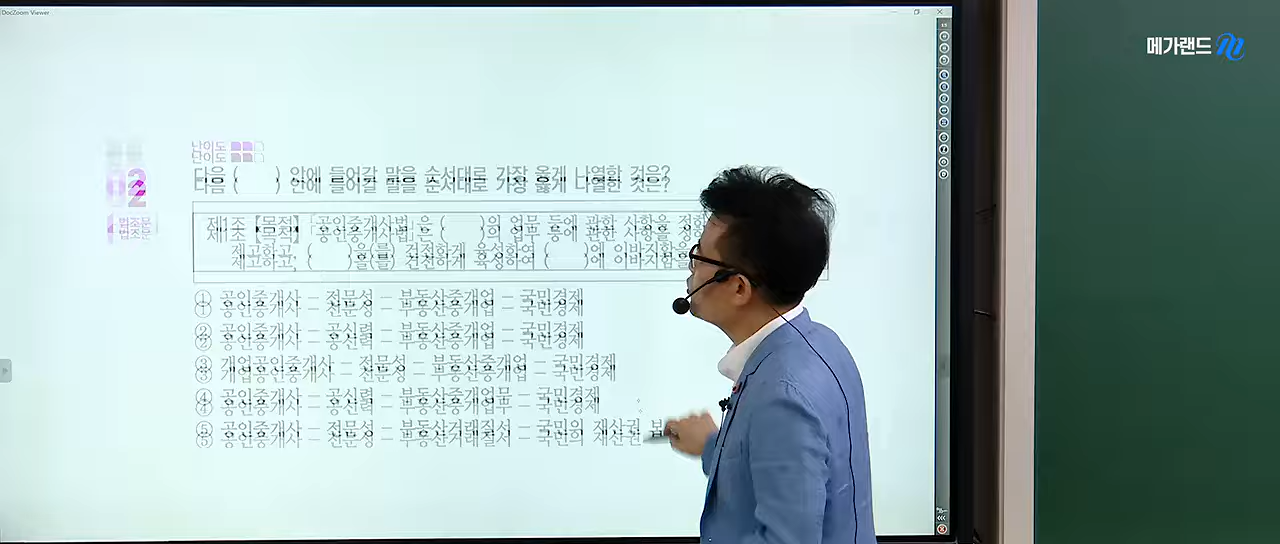 DocZoom Viewer
메가랜드
난이도
02
다음 ( ) 안에 들어갈 말을 순서대로 가장 옳게 나열한 것은?
법조문
제1조 【목적】 「공인중개사법」은 ( )의 업무 등에 관한 사항을 정함
제고하고, ( )을(를) 건전하게 육성하여 ( )에 이바지함을
① 공인중개사 – 전문성 – 부동산중개업 – 국민경제
② 공인중개사 – 공신력 – 부동산중개업 – 국민경제
③ 개업공인중개사 – 전문성 – 부동산중개업 – 국민경제
④ 공인중개사 – 공신력 – 부동산중개업무 – 국민경제
⑤ 공인중개사 – 전문성 – 부동산거래질서 – 국민의 재산권